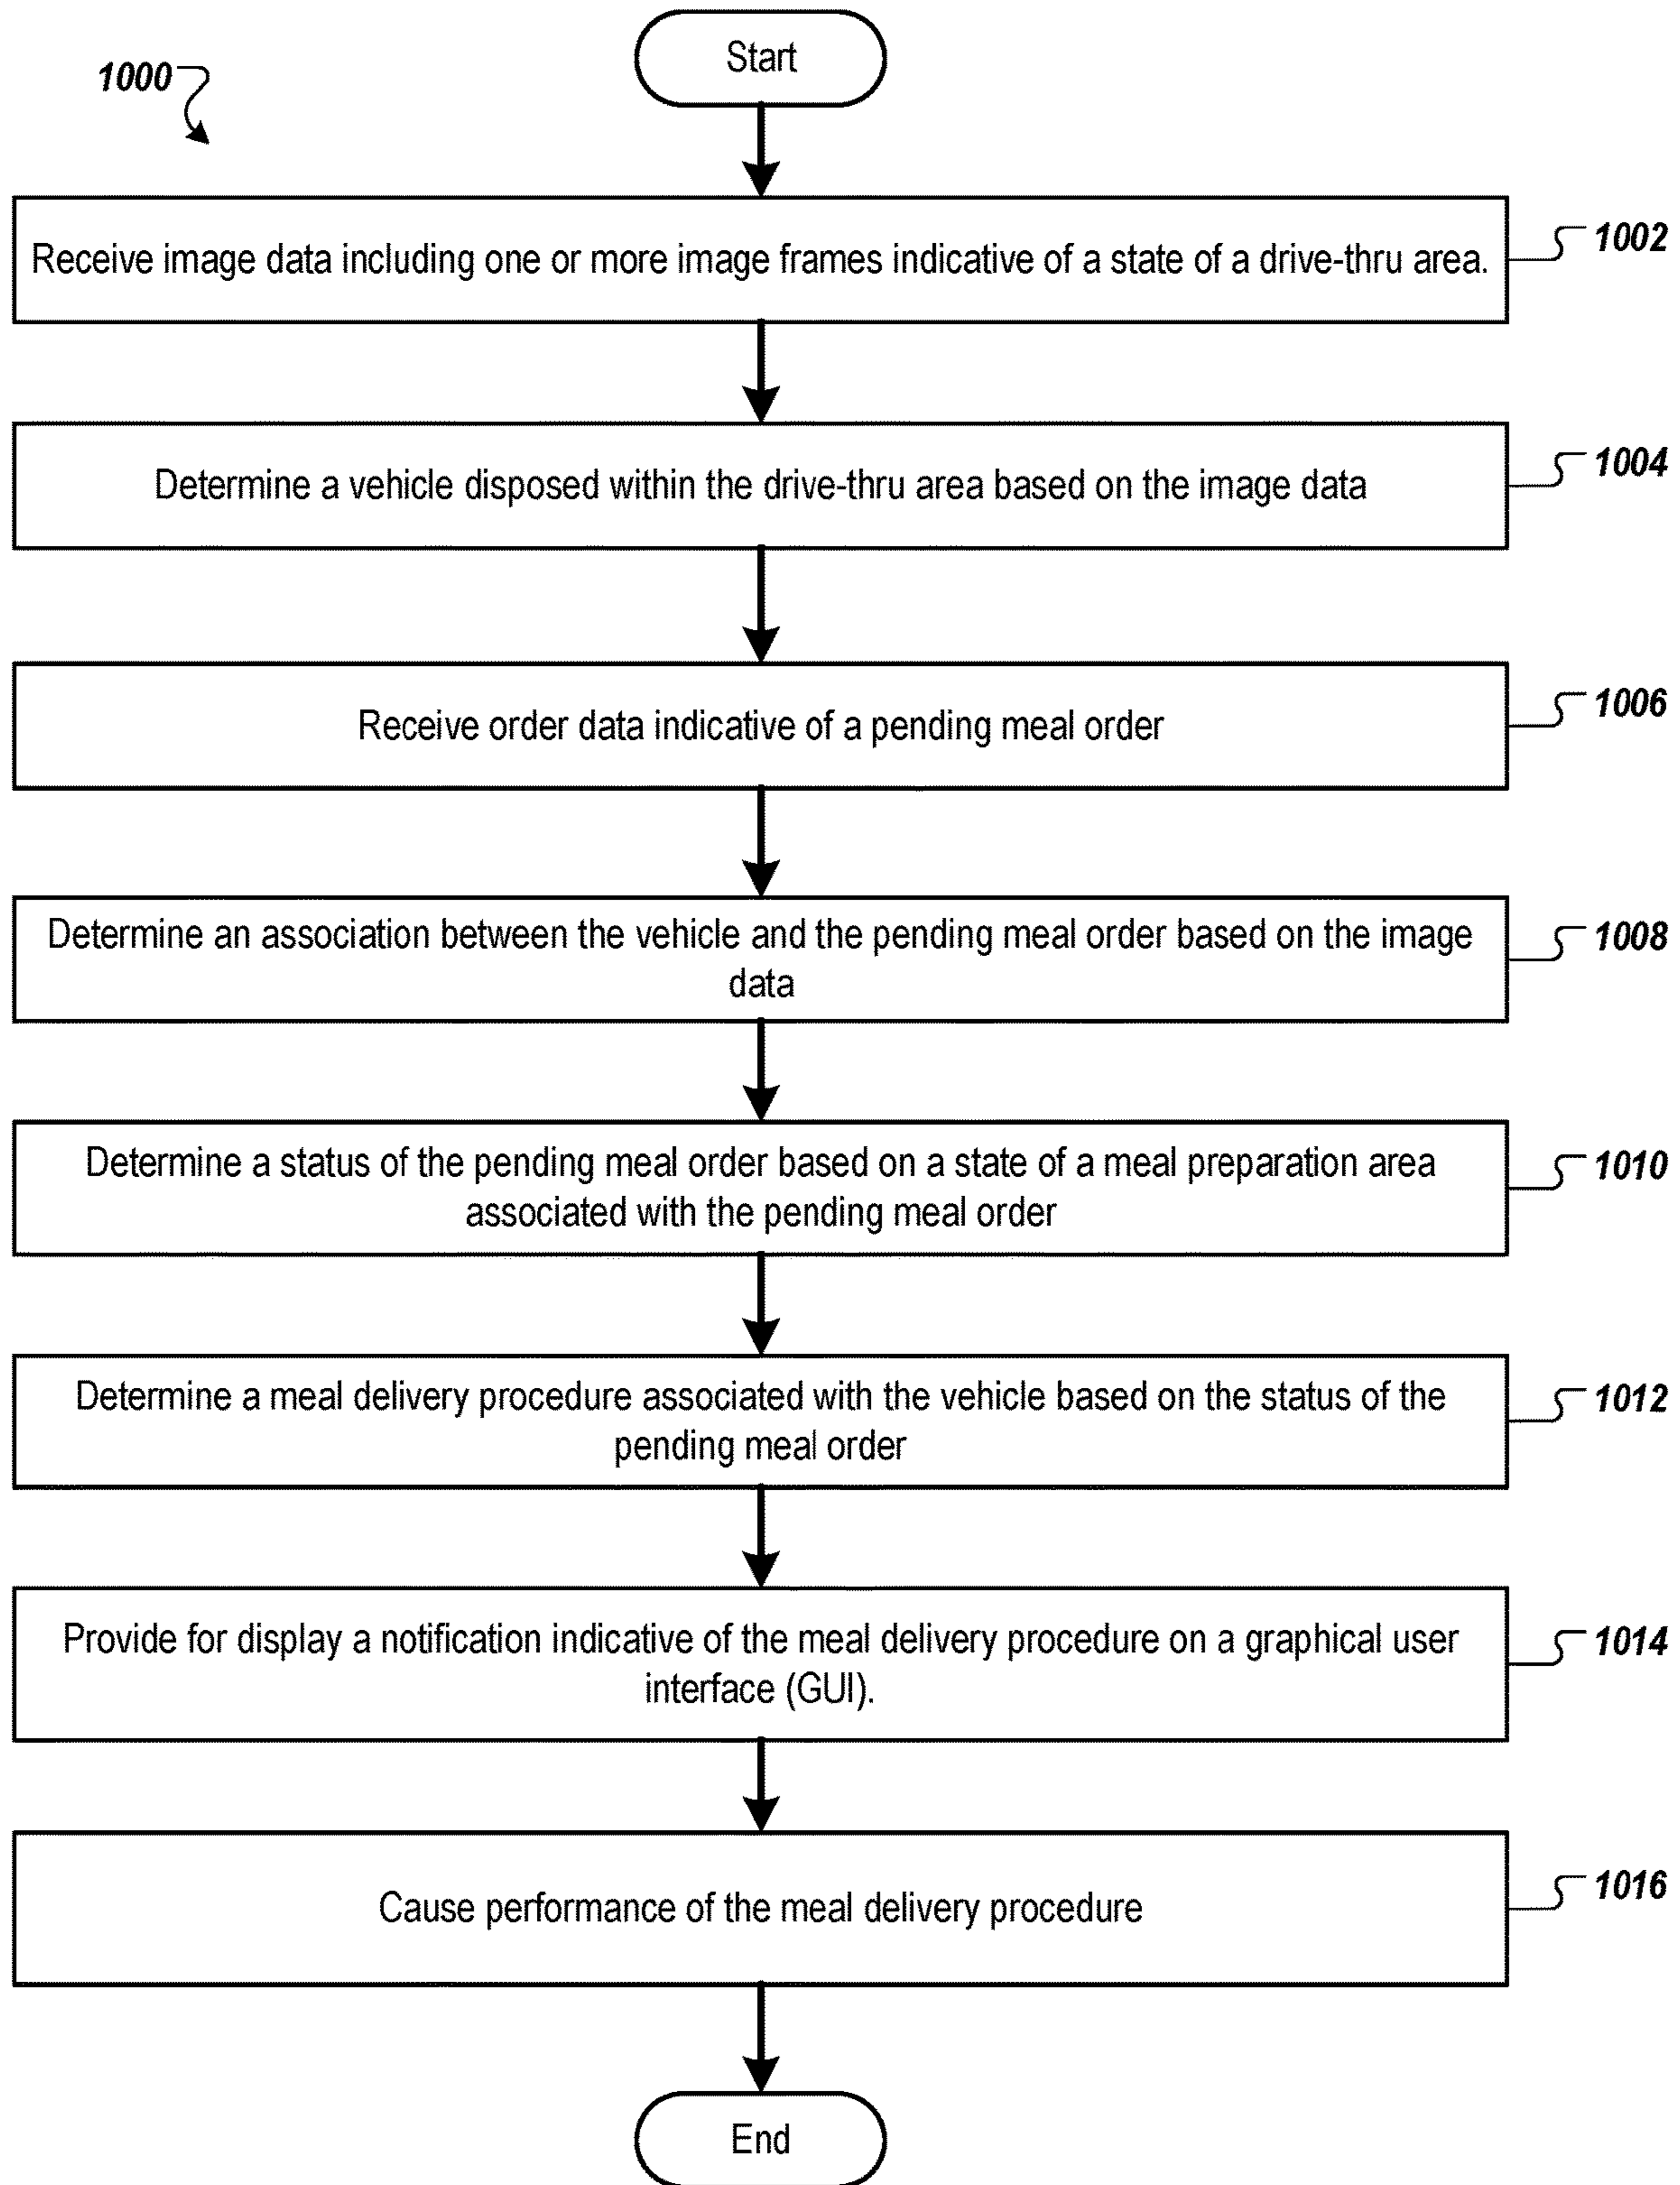 Start
1000
Receive image data including one or more image frames indicative of a state of a drive-thru area.
1002
Determine a vehicle disposed within the drive-thru area based on the image data
1004
Receive order data indicative of a pending meal order
1006
Determine an association between the vehicle and the pending meal order based on the image
data
1008
Determine a status of the pending meal order based on a state of a meal preparation area
associated with the pending meal order
1010
Determine a meal delivery procedure associated with the vehicle based on the status of the
pending meal order
1012
Provide for display a notification indicative of the meal delivery procedure on a graphical user
interface (GUI).
1014
Cause performance of the meal delivery procedure
1016
End